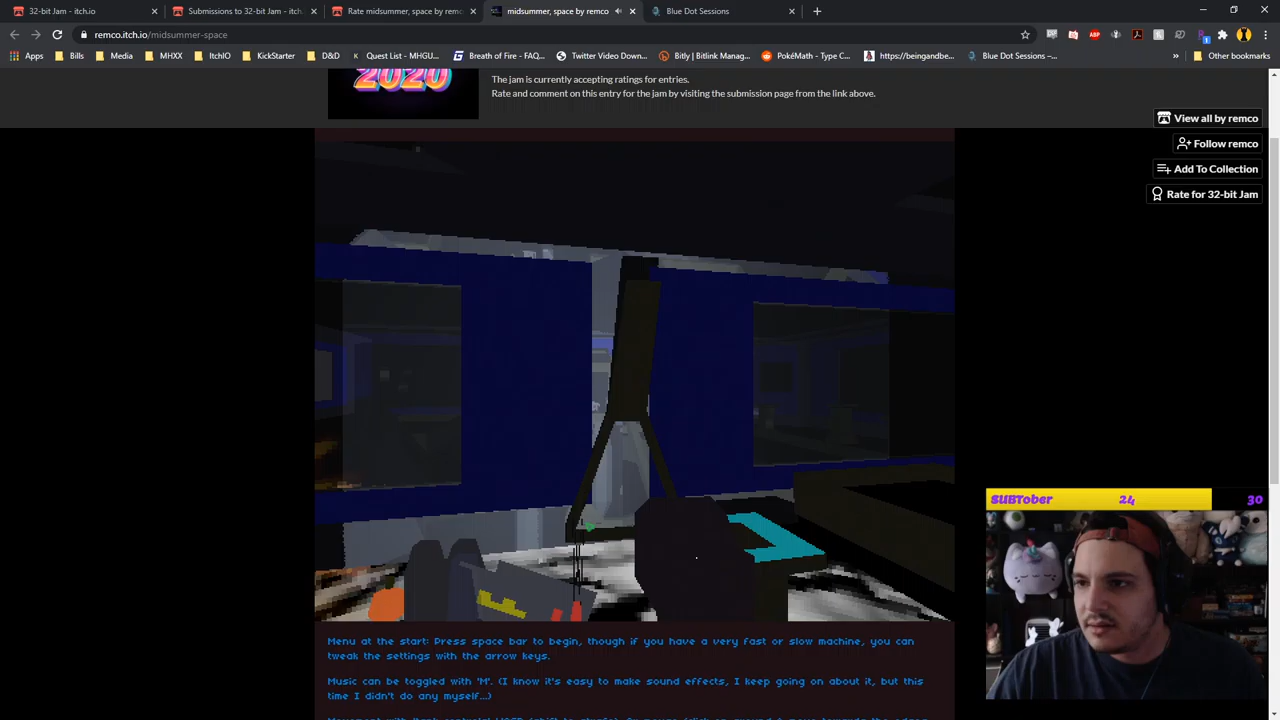 32-bit Jam - itch.io
Submissions to 32-bit Jam - itch.
Rate midsummer, space by remco
midsummer, space by remco
Blue Dot Sessions
remco.itch.io/midsummer-space
Apps
Bills
Media
MHXX
ItchIO
KickStarter
D&D
Quest List - MHGU...
Breath of Fire - FAQ...
Twitter Video Down...
Bitly | Bitlink Manag...
PokéMath - Type C...
https://beingandbe...
Blue Dot Sessions –...
»
Other bookmarks
2020
The jam is currently accepting ratings for entries.
Rate and comment on this entry for the jam by visiting the submission page from the link above.
View all by remco
Follow remco
Add To Collection
Rate for 32-bit Jam
SUBTober 24 30
Menu at the start: Press space bar to begin, though if you have a very fast or slow machine, you can
tweak the settings with the arrow keys.
Music can be toggled with 'M'. (I know it's easy to make sound effects, I keep going on about it, but this
time I didn't do any myself...)